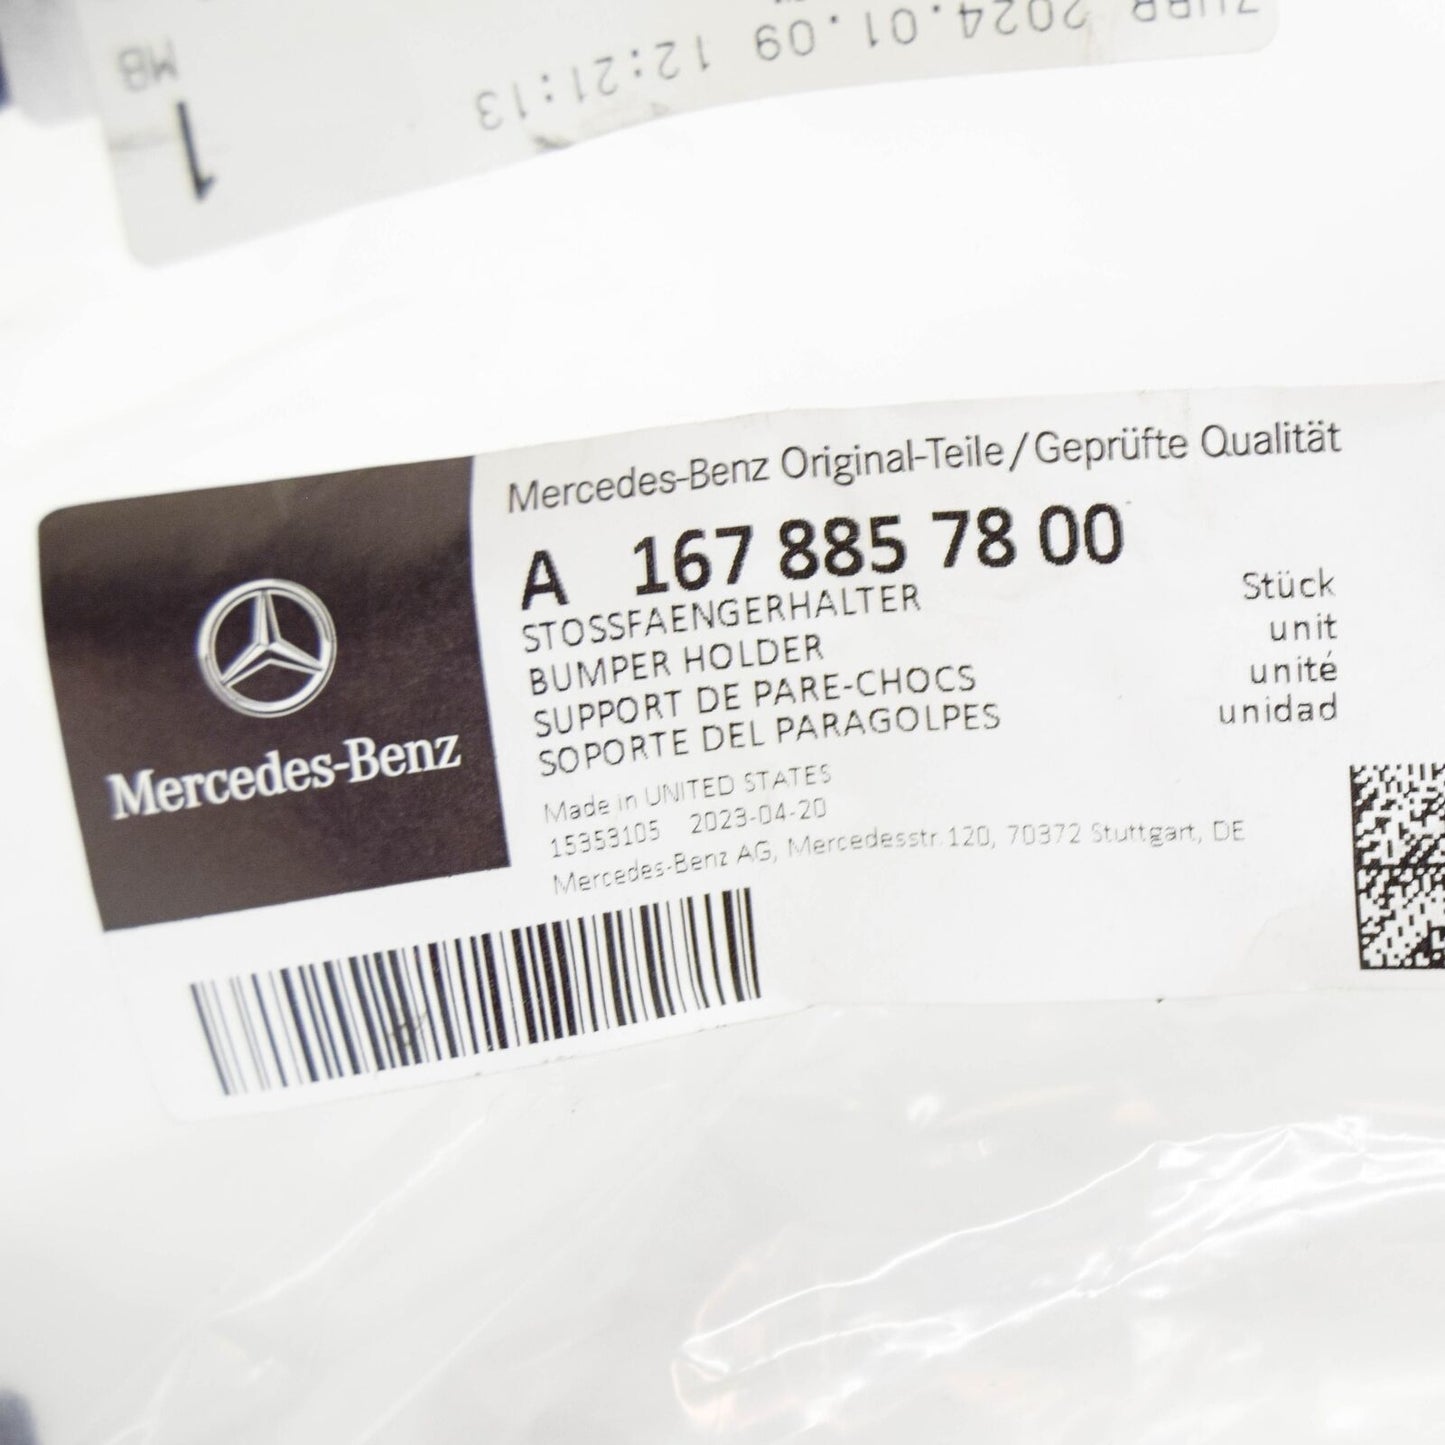 2024.01.09 12:21:13
MB
1
Mercedes-Benz Original-Teile/Geprüfte Qualität
A 167 885 78 00
STOSSFAENGERHALTER
BUMPER HOLDER
SUPPORT DE PARE-CHOCS
SOPORTE DEL PARAGOLPES
Stück
unit
unité
unidad
Made in UNITED STATES
15353105 2023-04-20
Mercedes-Benz AG, Mercedesstr.120, 70372 Stuttgart, DE
Mercedes-Benz